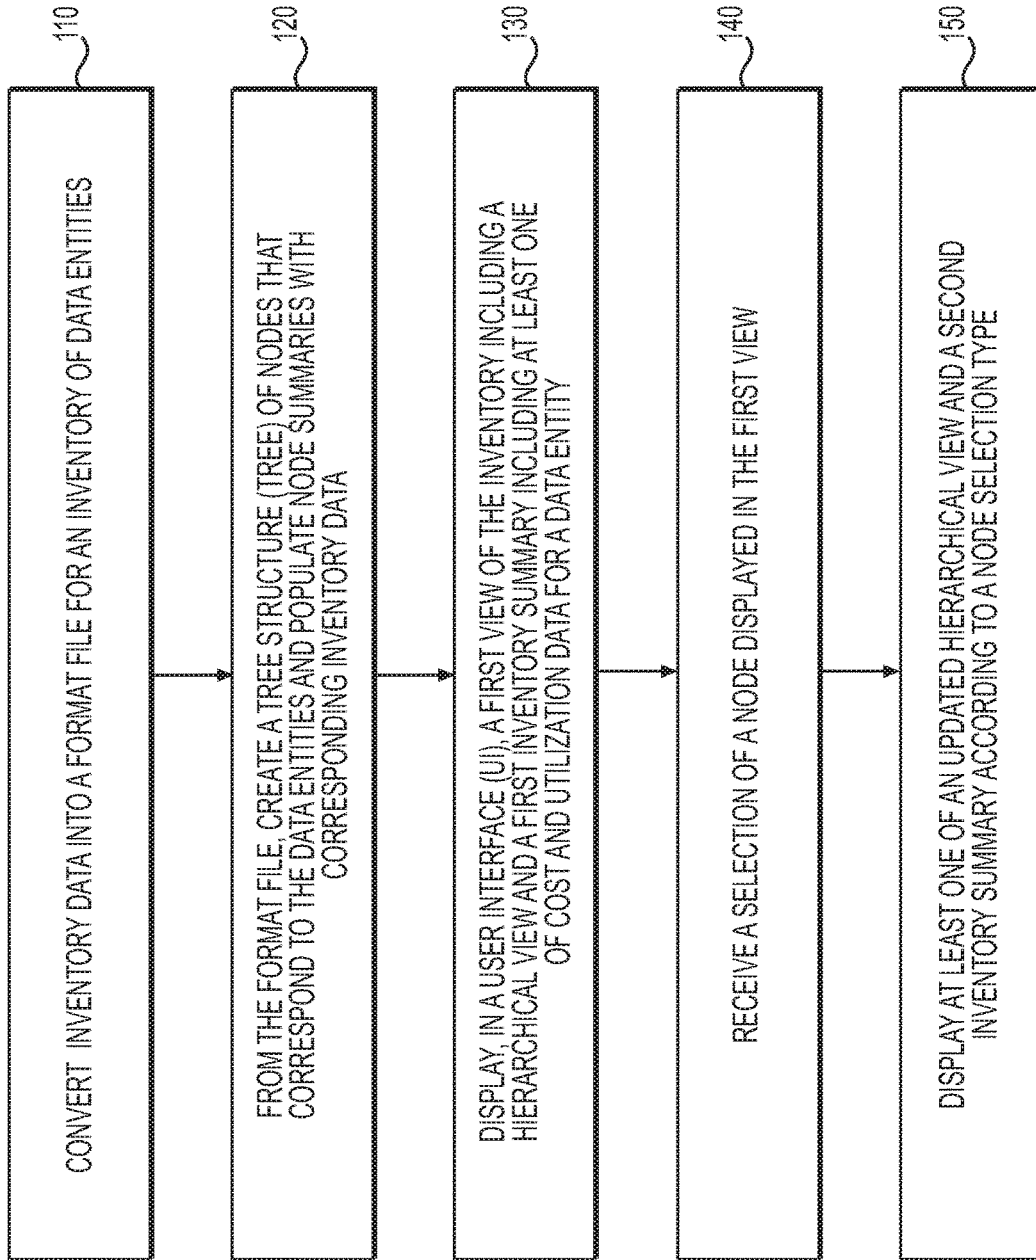 110
CONVERT INVENTORY DATA INTO A FORMAT FILE FOR AN INVENTORY OF DATA ENTITIES
120
FROM THE FORMAT FILE, CREATE A TREE STRUCTURE (TREE) OF NODES THAT
CORRESPOND TO THE DATA ENTITIES AND POPULATE NODE SUMMARIES WITH
CORRESPONDING INVENTORY DATA
130
DISPLAY, IN A USER INTERFACE (UI), A FIRST VIEW OF THE INVENTORY INCLUDING A
HIERARCHICAL VIEW AND A FIRST INVENTORY SUMMARY INCLUDING AT LEAST ONE
OF COST AND UTILIZATION DATA FOR A DATA ENTITY
140
RECEIVE A SELECTION OF A NODE DISPLAYED IN THE FIRST VIEW
150
DISPLAY AT LEAST ONE OF AN UPDATED HIERARCHICAL VIEW AND A SECOND
INVENTORY SUMMARY ACCORDING TO A NODE SELECTION TYPE